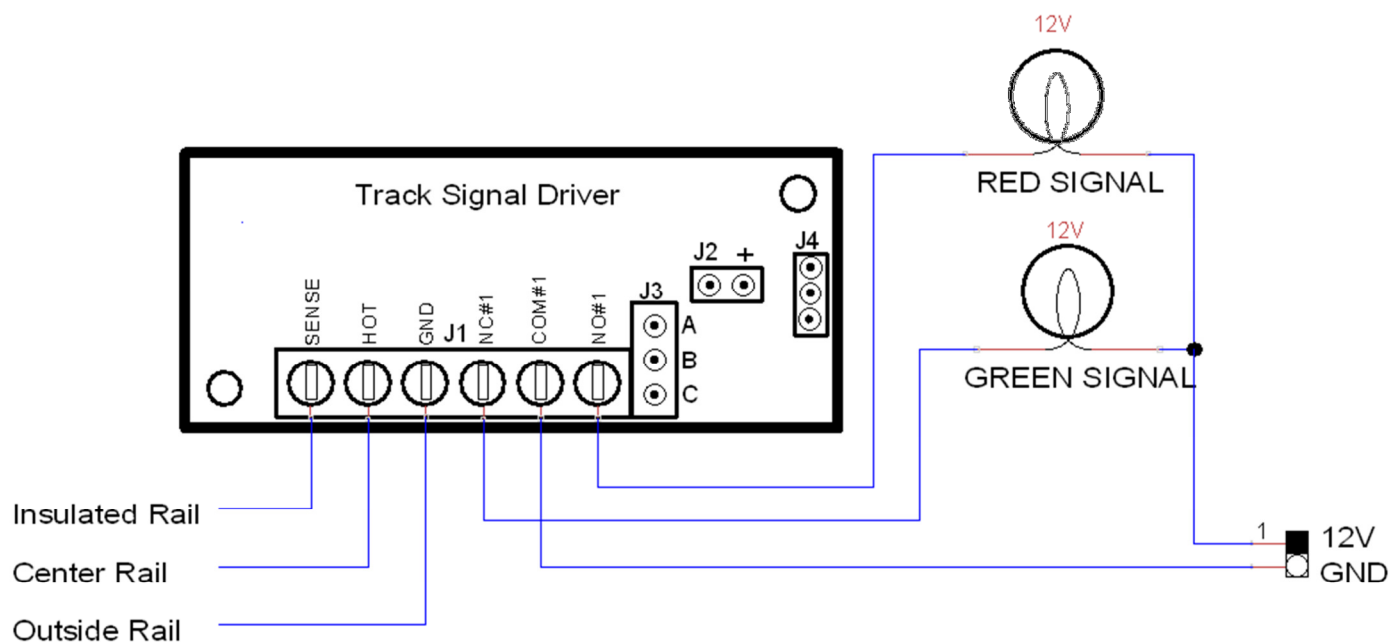 12V
RED SIGNAL
Track Signal Driver
12V
GREEN SIGNAL
J2 +
J4
J3
SENSE
HOT
GND
J1
NC#1
COM#1
NO#1
A
B
C
Insulated Rail
Center Rail
Outside Rail
1
12V
GND